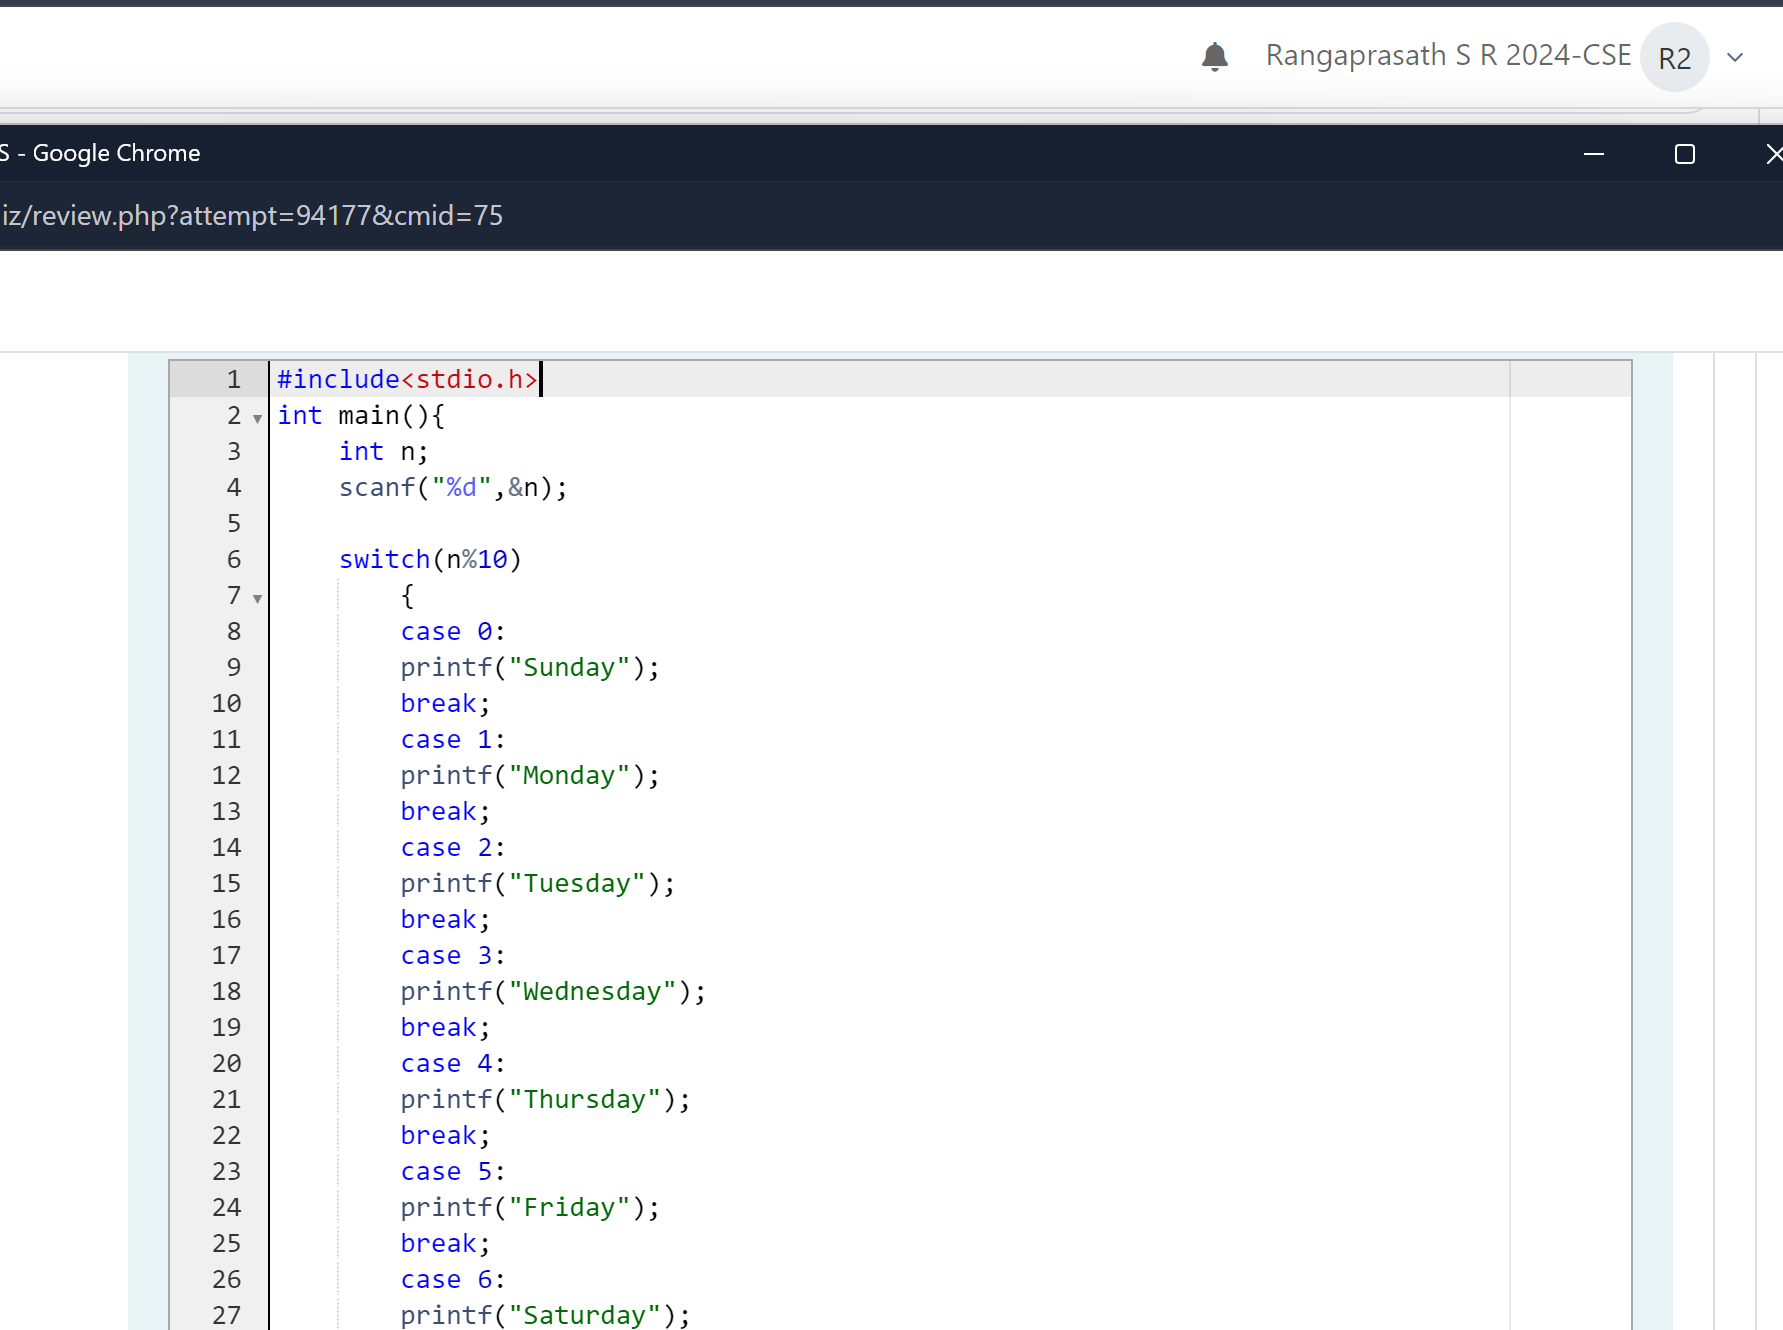 Rangaprasath S R 2024-CSE R2
S - Google Chrome
iz/review.php?attempt=94177&cmid=75
1 #include<stdio.h>
2 int main(){
3 int n;
4 scanf("%d",&n);
5
6 switch(n%10)
7 {
8 case 0:
9 printf("Sunday");
10 break;
11 case 1:
12 printf("Monday");
13 break;
14 case 2:
15 printf("Tuesday");
16 break;
17 case 3:
18 printf("Wednesday");
19 break;
20 case 4:
21 printf("Thursday");
22 break;
23 case 5:
24 printf("Friday");
25 break;
26 case 6:
27 printf("Saturday");